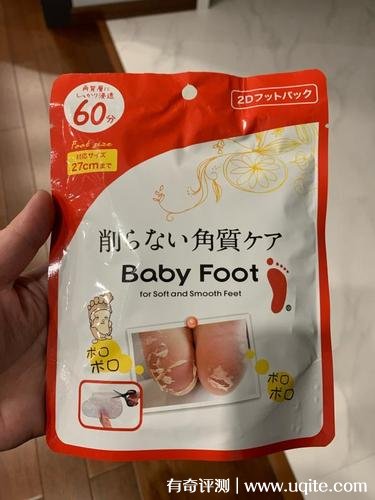 角質層に
しっかり浸透
60分
2Dフットパック
Foot size
対応サイズ
27cmまで
削らない角質ケア
Baby Foot
for Soft and Smooth Feet
®
ポロ
ポロ
ポロ
ポロ
有奇评测 | www.uqite.com